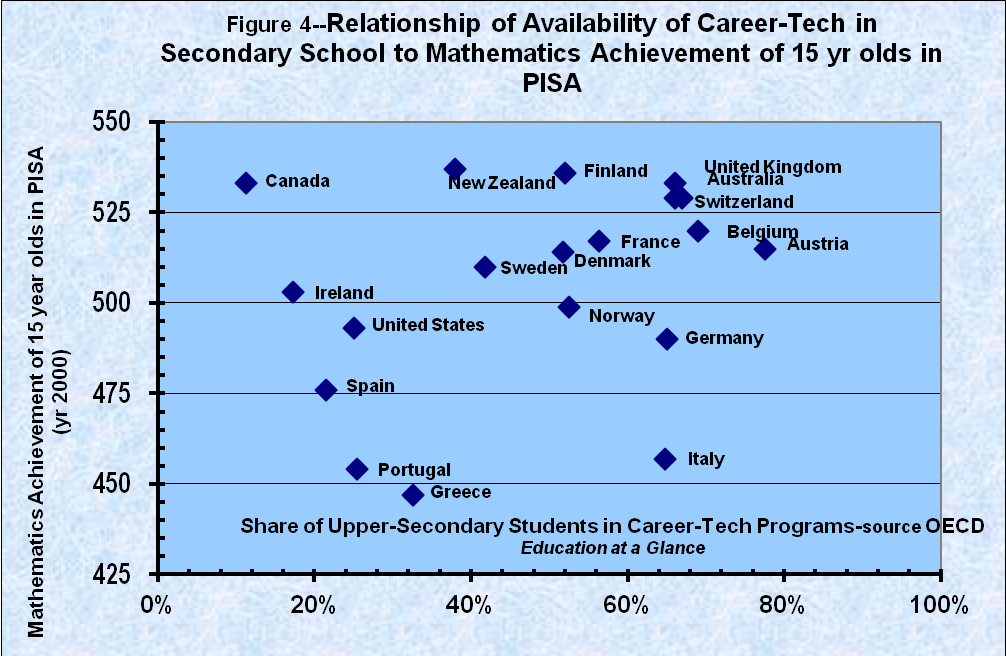 Figure 4--Relationship of Availability of Career-Tech in
Secondary School to Mathematics Achievement of 15 yr olds in
PISA
Mathematics Achievement of 15 year olds in PISA
(yr 2000)
550
525
500
475
450
425
Canada
New Zealand
Finland
United Kingdom
Australia
Switzerland
Belgium
Austria
France
Denmark
Sweden
Ireland
Norway
United States
Germany
Spain
Italy
Portugal
Greece
Share of Upper-Secondary Students in Career-Tech Programs-source OECD
Education at a Glance
0%
20%
40%
60%
80%
100%